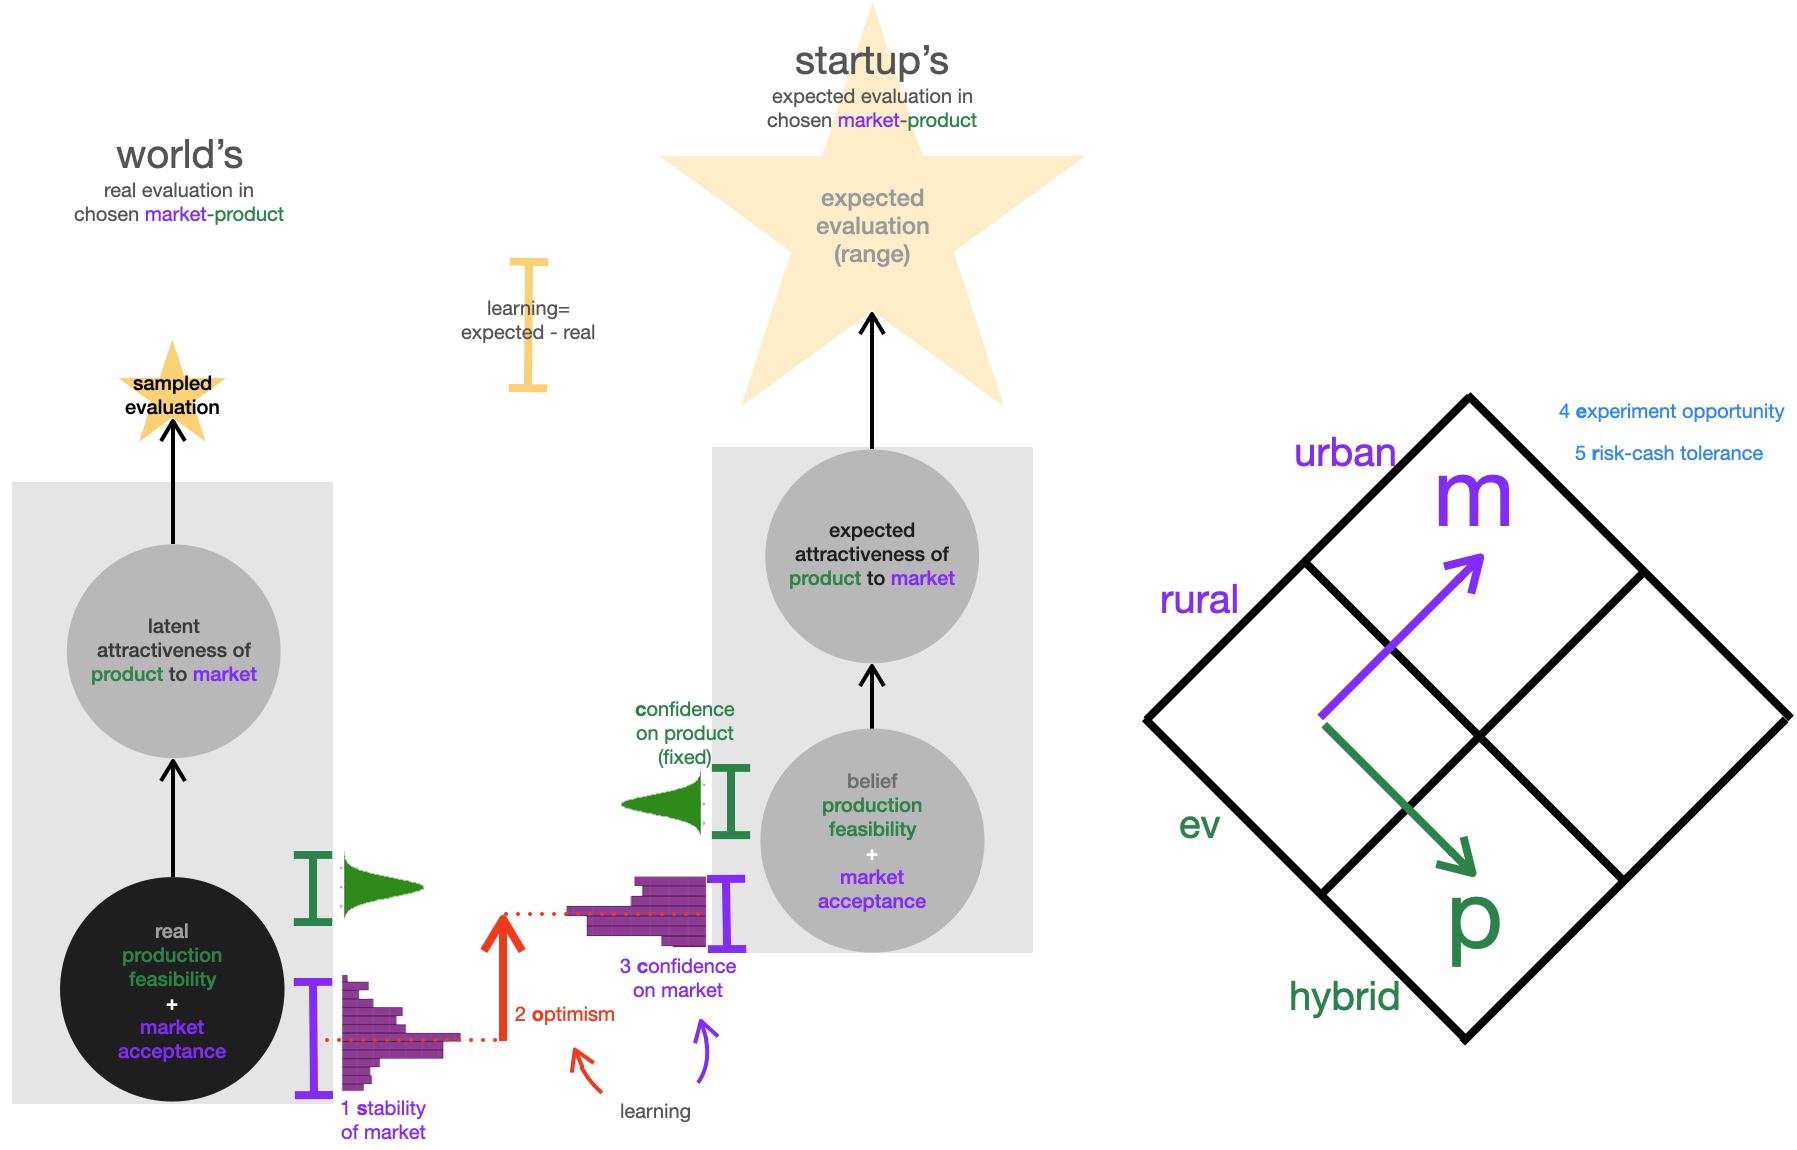 world's
real evaluation in
chosen market-product
sampled
evaluation
latent
attractiveness of
product to market
real
production
feasibility
+
market
acceptance
1 stability
of market
learning=
expected - real
2 optimism
learning
startup's
expected evaluation in
chosen market-product
expected
evaluation
(range)
expected
attractiveness of
product to market
confidence
on product
(fixed)
belief
production
feasibility
+
market
acceptance
3 confidence
on market
4 experiment opportunity
5 risk-cash tolerance
urban
m
rural
ev
p
hybrid